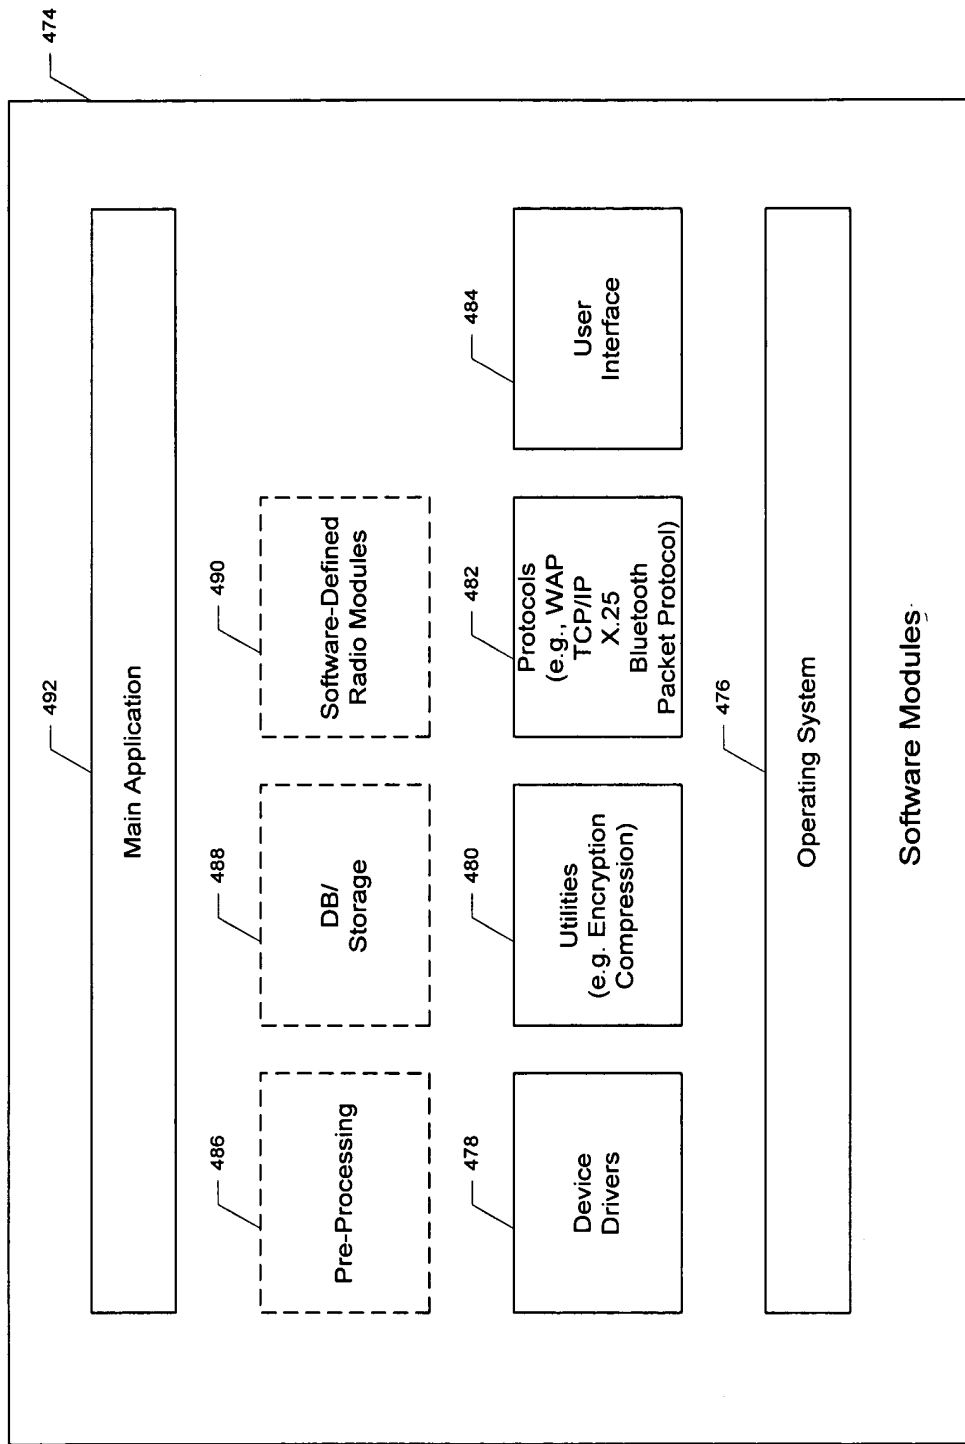 474
492
Main Application
486
488
490
Pre-Processing
DB/
Storage
Software-Defined
Radio Modules
478
480
482
484
Device
Drivers
Utilities
(e.g. Encryption
Compression)
Protocols
(e.g., WAP
TCP/IP
X.25
Bluetooth
Packet Protocol)
User
Interface
476
Operating System
Software Modules